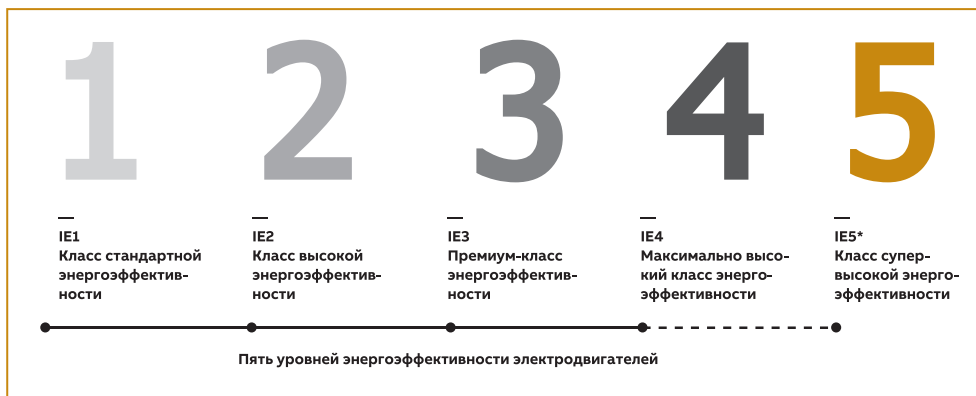 1
2
3
4
5
IE1
Класс стандартной
энергоэффектив-
ности
IE2
Класс высокой
энергоэффектив-
ности
IE3
Премиум-класс
энергоэффектив-
ности
IE4
Максимально высо-
кий класс энерго-
эффективности
IE5*
Класс супер-
высокой энерго-
эффективности
Пять уровней энергоэффективности электродвигателей